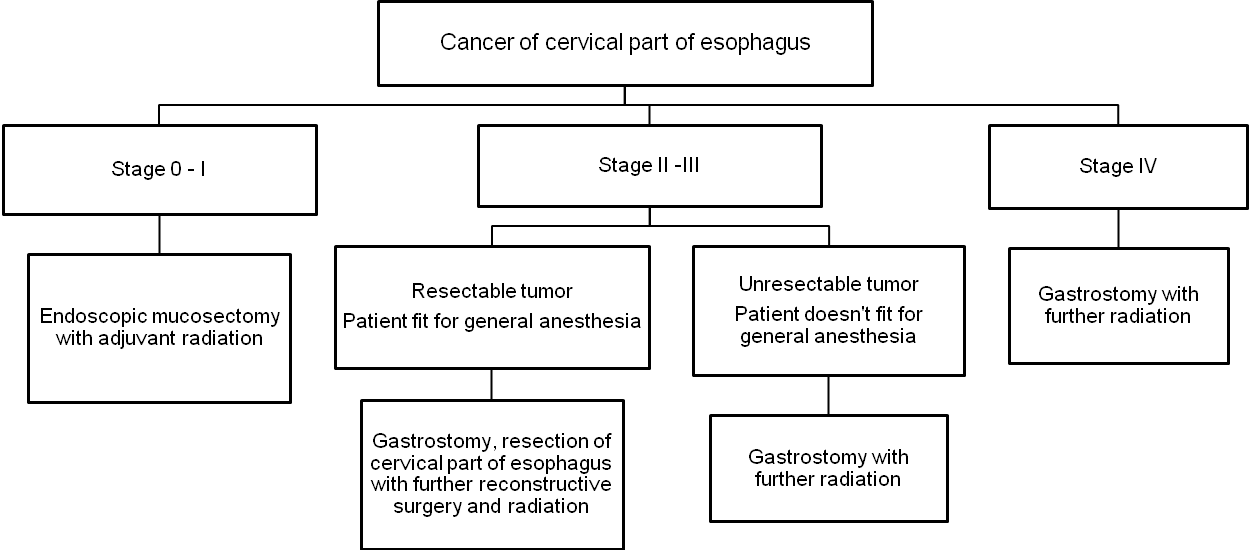 Cancer of cervical part of esophagus
Stage 0 - I
Stage II -III
Stage IV
Endoscopic mucosectomy
with adjuvant radiation
Resectable tumor
Patient fit for general anesthesia
Unresectable tumor
Patient doesn't fit for
general anesthesia
Gastrostomy with
further radiation
Gastrostomy, resection of
cervical part of esophagus
with further reconstructive
surgery and radiation
Gastrostomy with
further radiation